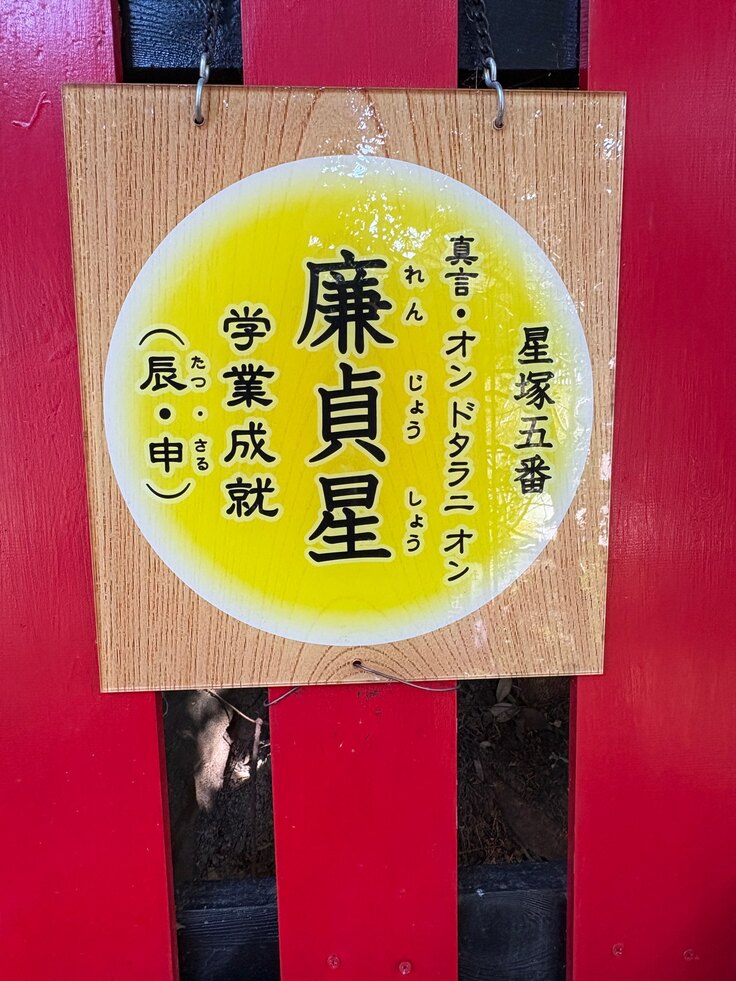 星塚五番
真言・オン ドタラニ オン
れん じょう しょう
廉貞星
学業成就
たつ・さる
（辰・申）